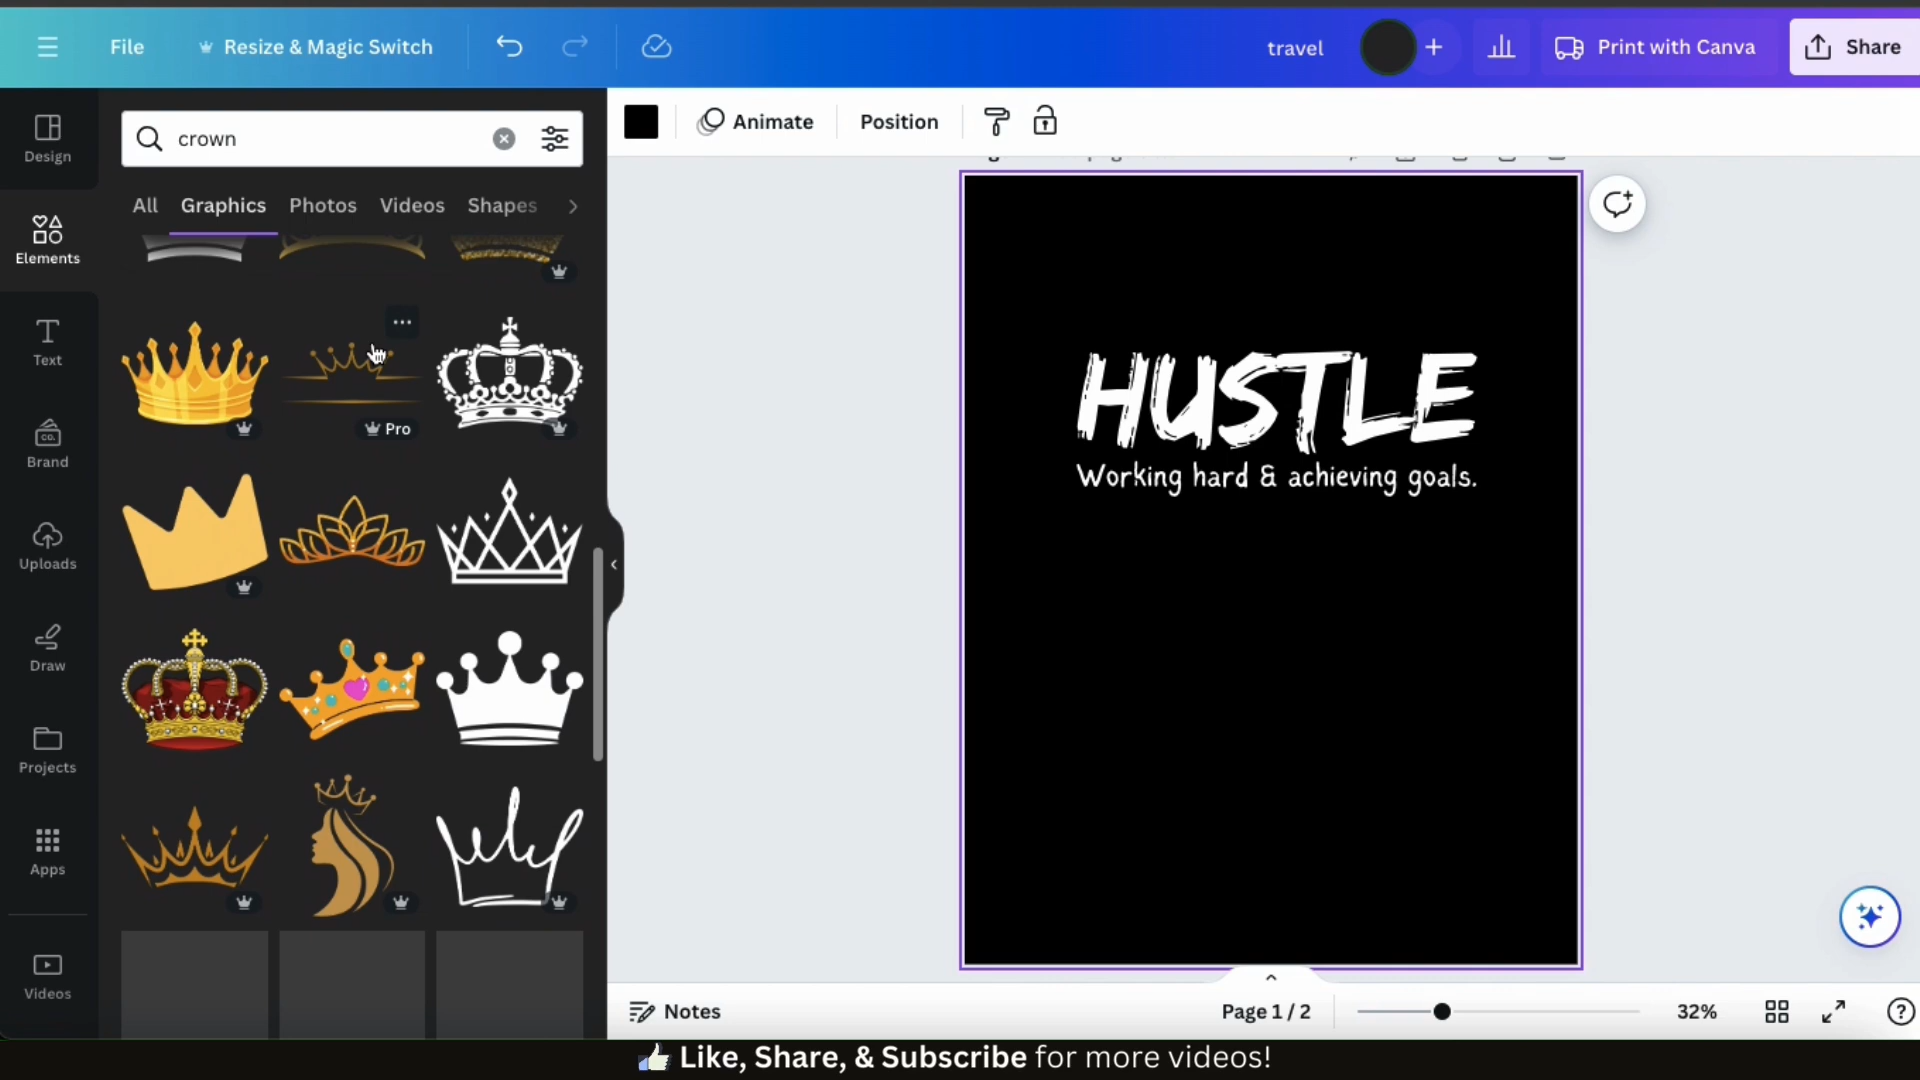 File
Resize & Magic Switch
travel
Print with Canva
Share
Design
Elements
Text
Brand
CO.
Uploads
Draw
Projects
Apps
Videos
crown
All
Graphics
Photos
Videos
Shapes
Pro
Animate
Position
HUSTLE
Working hard & achieving goals.
Notes
Page 1 / 2
32%
Like, Share, & Subscribe for more videos!